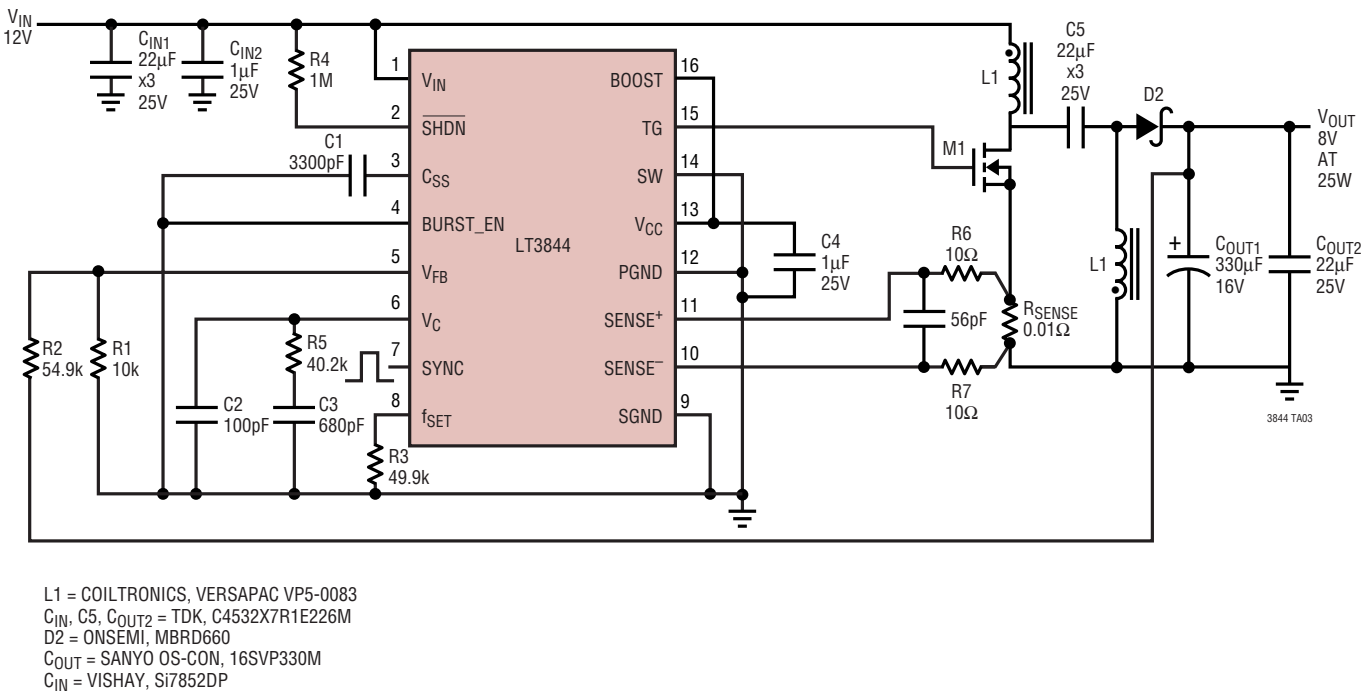 VIN
12V
CIN1
22µF
x3
25V
CIN2
1µF
25V
R4
1M
C1
3300pF
R2
54.9k
R1
10k
C2
100pF
R5
40.2k
C3
680pF
R3
49.9k
1
VIN
2
SHDN
3
CSS
4
BURST_EN
5
VFB
6
VC
7
SYNC
8
fSET
LT3844
16
BOOST
15
TG
14
SW
13
VCC
12
PGND
11
SENSE+
10
SENSE–
9
SGND
C4
1µF
25V
M1
L1
C5
22µF
x3
25V
D2
R6
10Ω
56pF
R7
10Ω
RSENSE
0.01Ω
L1
+
COUT1
330µF
16V
COUT2
22µF
25V
VOUT
8V
AT
25W
3844 TA03
L1 = COILTRONICS, VERSAPAC VP5-0083
CIN, C5, COUT2 = TDK, C4532X7R1E226M
D2 = ONSEMI, MBRD660
COUT = SANYO OS-CON, 16SVP330M
CIN = VISHAY, Si7852DP